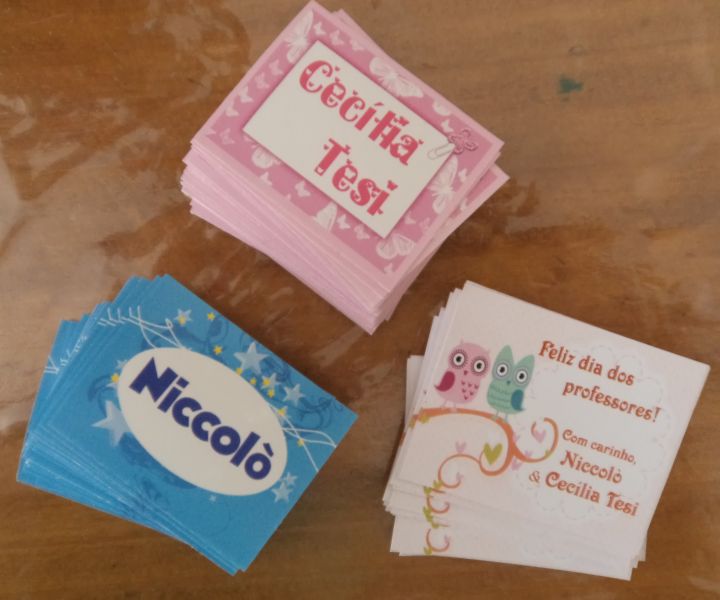 Cecília
Tesi
Niccolò
Feliz dia dos
professores!
Com carinho,
Niccolò
& Cecília Tesi